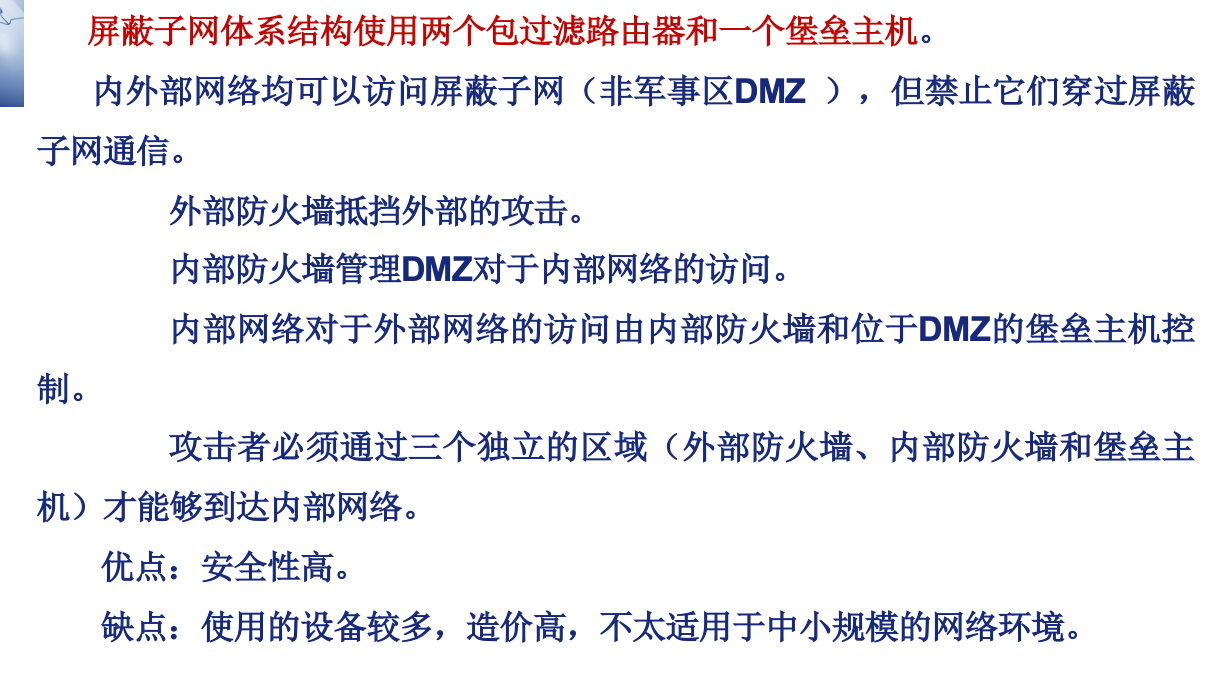 屏蔽子网体系结构使用两个包过滤路由器和一个堡垒主机。
内外部网络均可以访问屏蔽子网（非军事区DMZ ），但禁止它们穿过屏蔽
子网通信。
外部防火墙抵挡外部的攻击。
内部防火墙管理DMZ对于内部网络的访问。
内部网络对于外部网络的访问由内部防火墙和位于DMZ的堡垒主机控
制。
攻击者必须通过三个独立的区域（外部防火墙、内部防火墙和堡垒主
机）才能够到达内部网络。
优点：安全性高。
缺点：使用的设备较多，造价高，不太适用于中小规模的网络环境。